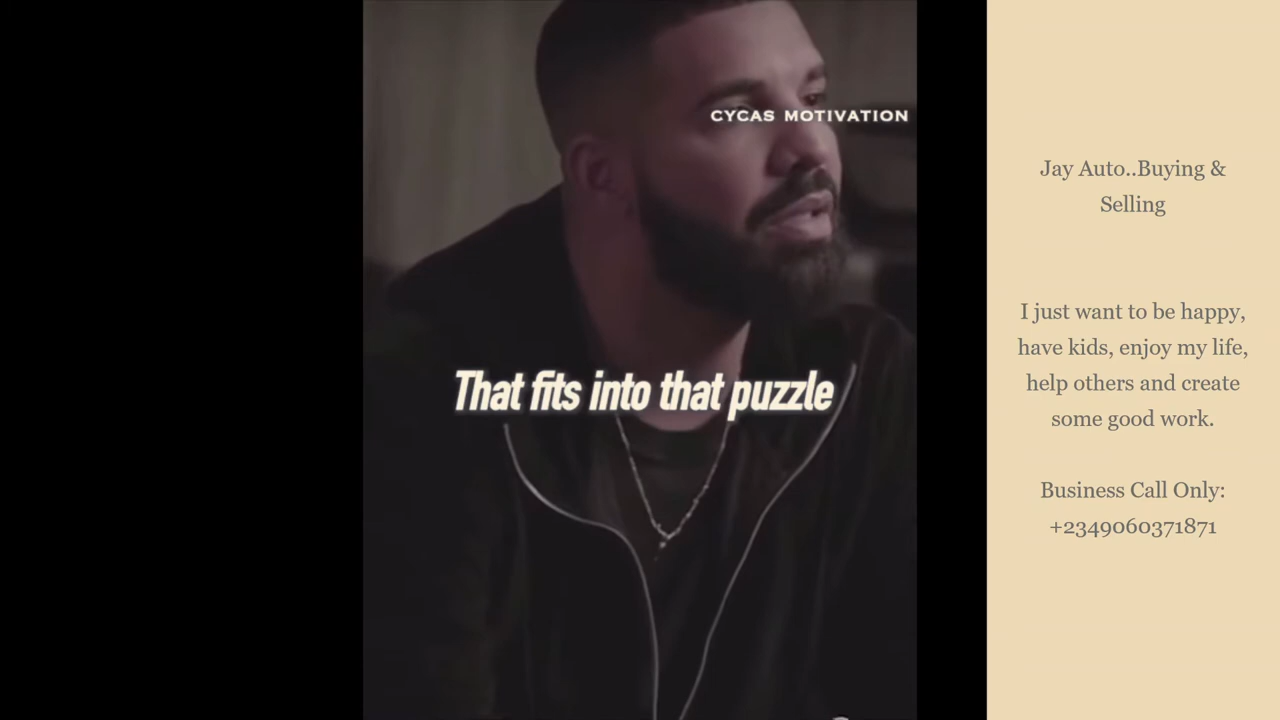 CYCAS MOTIVATION
That fits into that puzzle
Jay Auto..Buying &
Selling
I just want to be happy,
have kids, enjoy my life,
help others and create
some good work.
Business Call Only:
+2349060371871